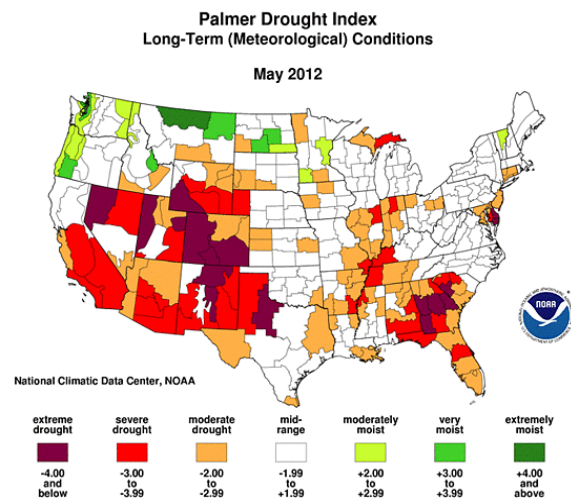 Palmer Drought Index
Long-Term (Meteorological) Conditions
May 2012
NOAA
National Climatic Data Center, NOAA
extreme drought
-4.00 and below
severe drought
-3.00 to -3.99
moderate drought
-2.00 to -2.99
mid-range
-1.99 to +1.99
moderately moist
+2.00 to +2.99
very moist
+3.00 to +3.99
extremely moist
+4.00 and above